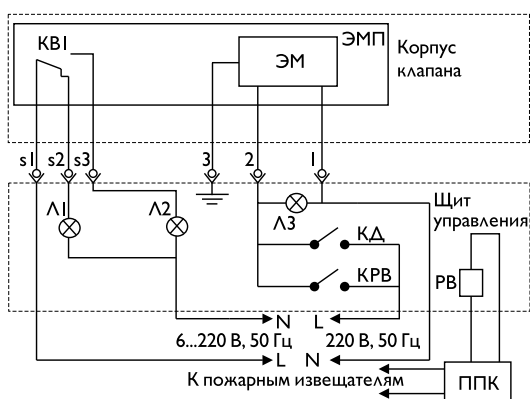 КВ1
ЭМП
ЭМ
Корпус
клапана
s1
s2
s3
3
2
1
Л1
Л2
Л3
Щит
управления
КД
КРВ
РВ
N
L
6...220 В, 50 Гц
220 В, 50 Гц
L
N
К пожарным извещателям
ППК